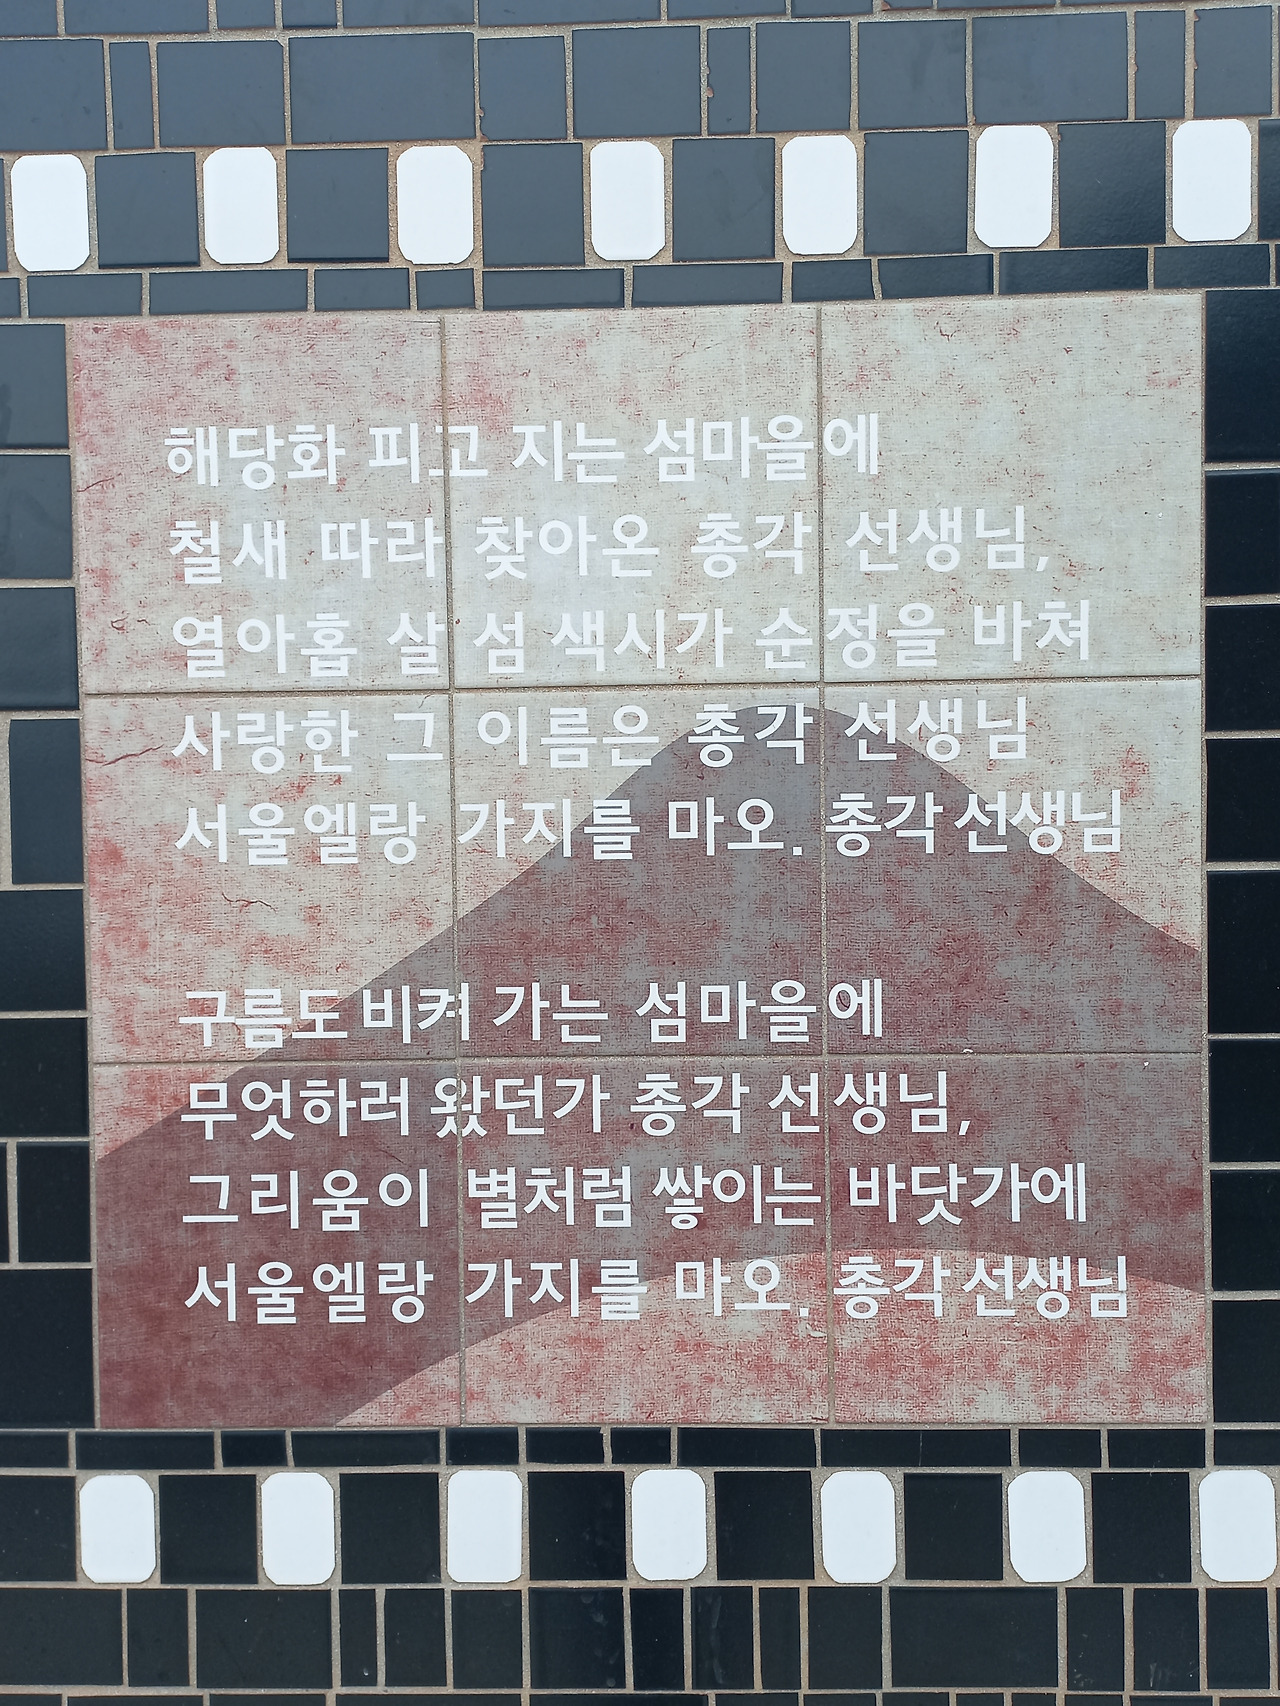 해당화 피고 지는 섬마을에
철새 따라 찾아온 총각 선생님,
열아홉 살 섬 색시가 순정을 바쳐
사랑한 그 이름은 총각 선생님
서울엘랑 가지를 마오. 총각 선생님
구름도 비켜 가는 섬마을에
무엇하러 왔던가 총각 선생님,
그리움이 별처럼 쌓이는 바닷가에
서울엘랑 가지를 마오. 총각 선생님